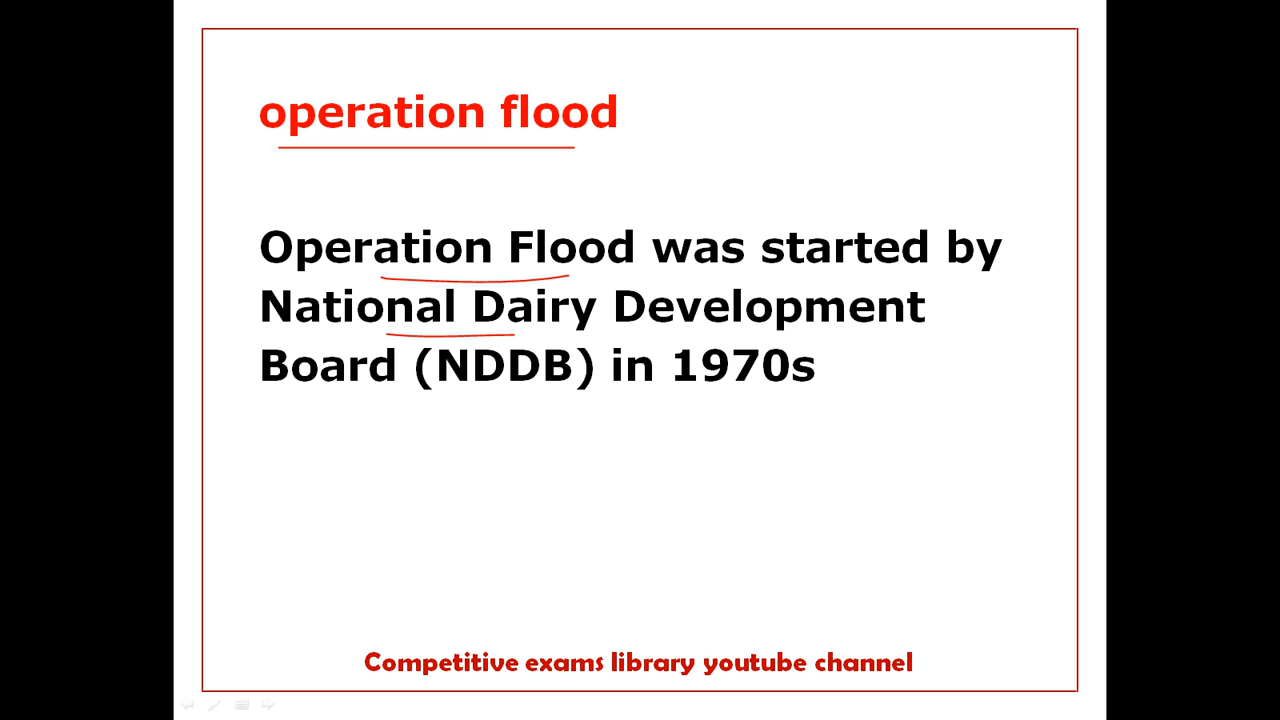 operation flood
Operation Flood was started by
National Dairy Development
Board (NDDB) in 1970s
Competitive exams library youtube channel